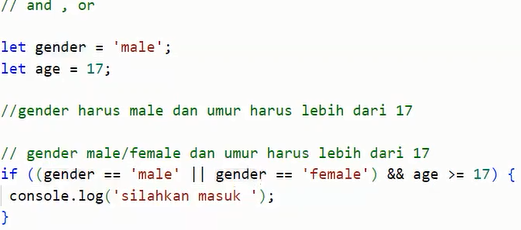 // and , or
let gender = 'male';
let age = 17;
//gender harus male dan umur harus lebih dari 17
// gender male/female dan umur harus lebih dari 17
if ((gender == 'male' || gender == 'female') && age >= 17) {
console.log('silahkan masuk ');
}